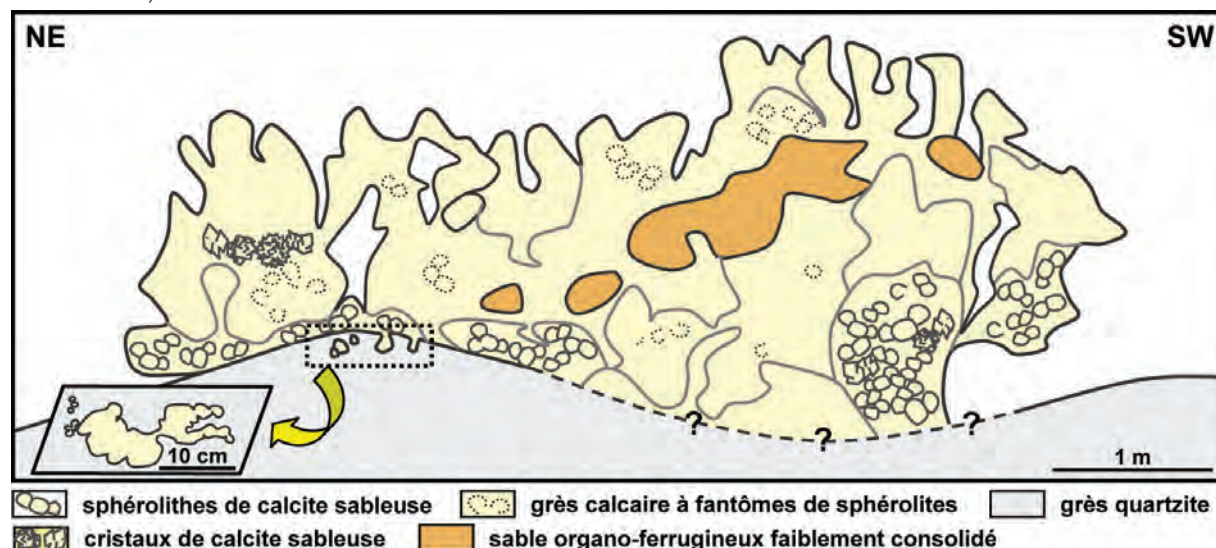 NE SW
? ? ?
10 cm 1 m
sphérolithes de calcite sableuse grès calcaire à fantômes de sphérolites grès quartzite
cristaux de calcite sableuse sable organo-ferrugineux faiblement consolidé